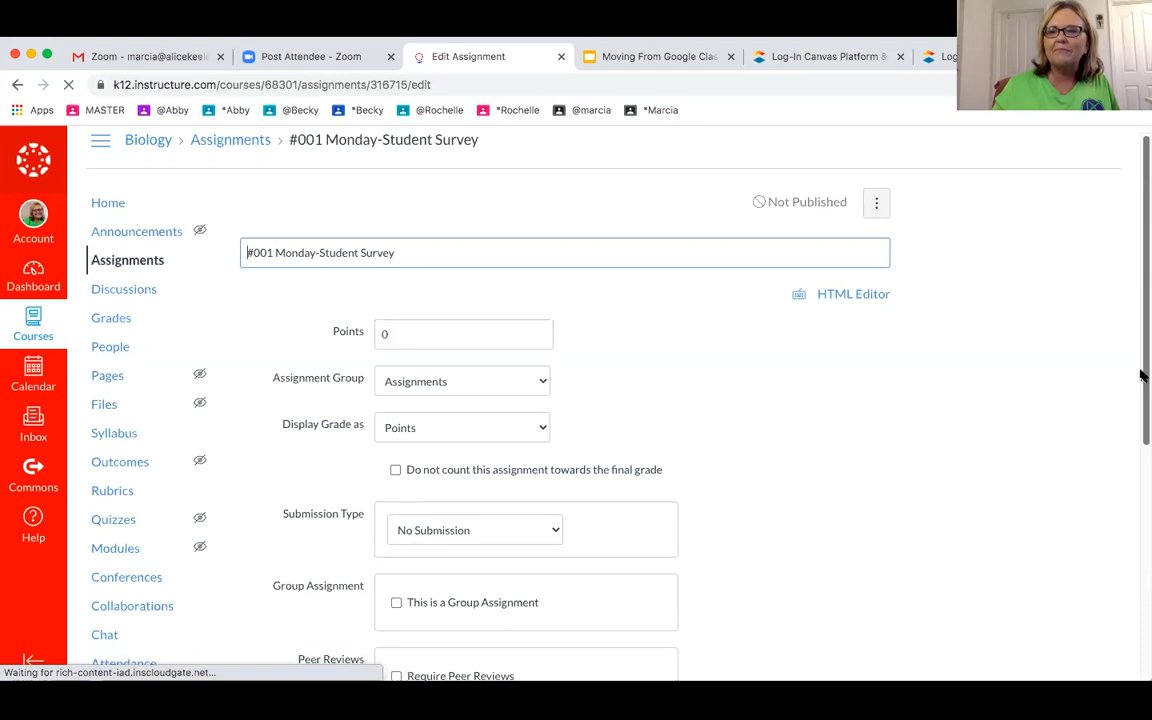 Zoom - marcia@alicekeel
Post Attendee - Zoom
Edit Assignment
Moving From Google Clas
Log-In Canvas Platform &
Log
k12.instructure.com/courses/68301/assignments/316715/edit
Apps
MASTER
@Abby
*Abby
@Becky
*Becky
@Rochelle
*Rochelle
@marcia
*Marcia
Biology > Assignments > #001 Monday-Student Survey
Account
Dashboard
Courses
Calendar
Inbox
Commons
Help
Home
Announcements
Assignments
Discussions
Grades
People
Pages
Files
Syllabus
Outcomes
Rubrics
Quizzes
Modules
Conferences
Collaborations
Chat
Attendance
Not Published
#001 Monday-Student Survey
HTML Editor
Points 0
Assignment Group Assignments
Display Grade as Points
Do not count this assignment towards the final grade
Submission Type No Submission
Group Assignment This is a Group Assignment
Peer Reviews Require Peer Reviews
Waiting for rich-content-iad.inscloudgate.net...